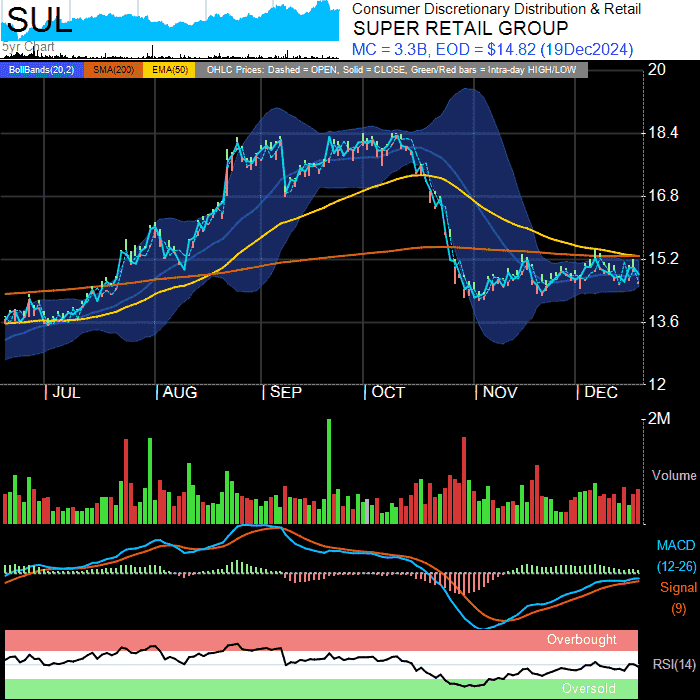 SUL
5yr Chart
Consumer Discretionary Distribution & Retail
SUPER RETAIL GROUP
MC = 3.3B, EOD = $14.82 (19Dec2024)
BollBands(20,2) SMA(200) EMA(50) OHLC Prices: Dashed = OPEN, Solid = CLOSE, Green/Red bars = Intra-day HIGH/LOW
20
18.4
16.8
15.2
13.6
12
| JUL | AUG | SEP | OCT | NOV | DEC
2M
Volume
MACD
(12-26)
Signal
(9)
Overbought
RSI(14)
Oversold